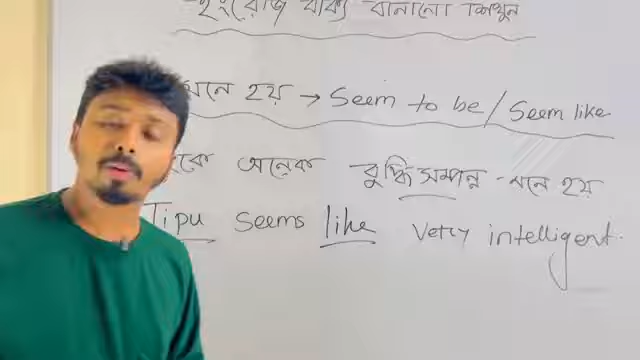 ইংরেজি বাক্য বানানো শিখুন
মনে হয় → Seem to be / Seem like
অনেক বুদ্ধি সম্পন্ন মনে হয়
Tipu seems like very intelligent.